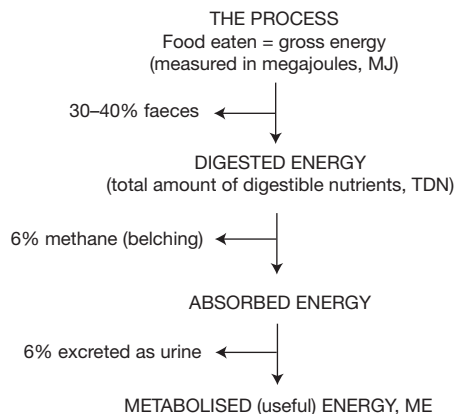 THE PROCESS
Food eaten = gross energy
(measured in megajoules, MJ)
30–40% faeces
DIGESTED ENERGY
(total amount of digestible nutrients, TDN)
6% methane (belching)
ABSORBED ENERGY
6% excreted as urine
METABOLISED (useful) ENERGY, ME